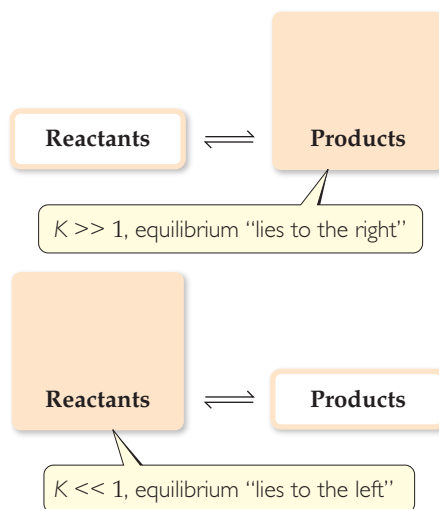 Reactants ⇌ Products
K >> 1, equilibrium “lies to the right”
Reactants ⇌ Products
K << 1, equilibrium “lies to the left”